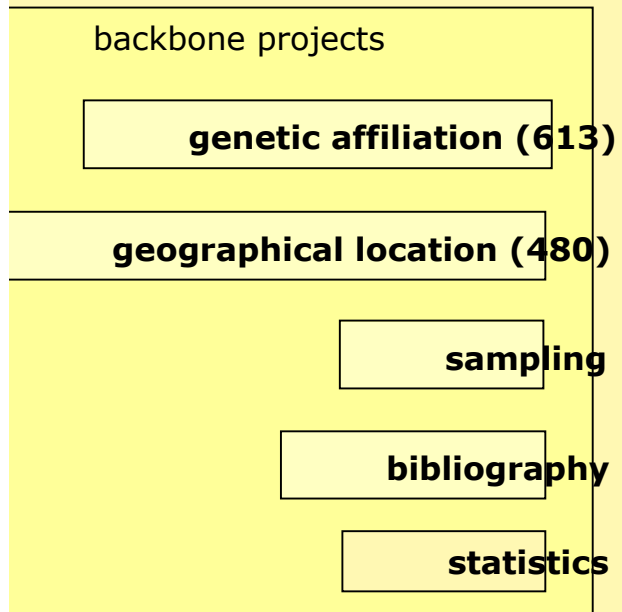 backbone projects
genetic affiliation (613)
geographical location (480)
sampling
bibliography
statistics